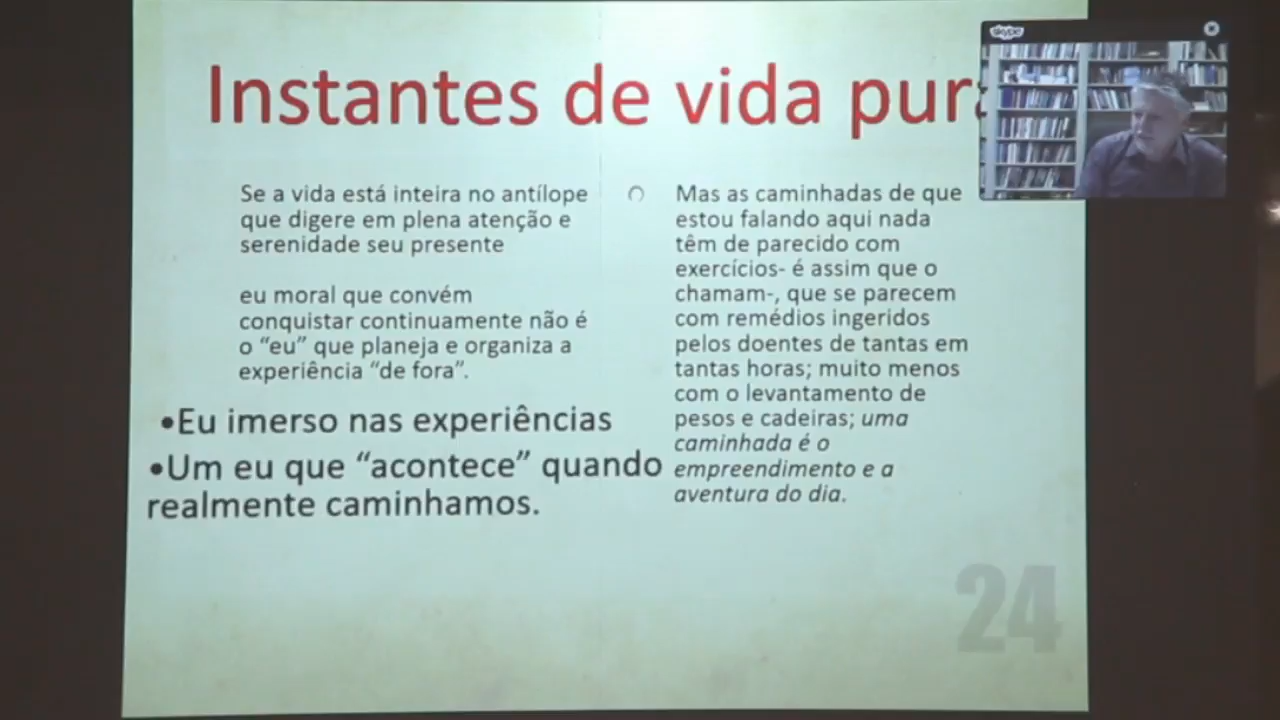 Instantes de vida pura
skype
Se a vida está inteira no antílope
que digere em plena atenção e
serenidade seu presente
eu moral que convém
conquistar continuamente não é
o “eu” que planeja e organiza a
experiência “de fora”.
•Eu imerso nas experiências
•Um eu que “acontece” quando
realmente caminhamos.
Mas as caminhadas de que
estou falando aqui nada
têm de parecido com
exercícios- é assim que o
chamam-, que se parecem
com remédios ingeridos
pelos doentes de tantas em
tantas horas; muito menos
com o levantamento de
pesos e cadeiras; uma
caminhada é o
empreendimento e a
aventura do dia.
24